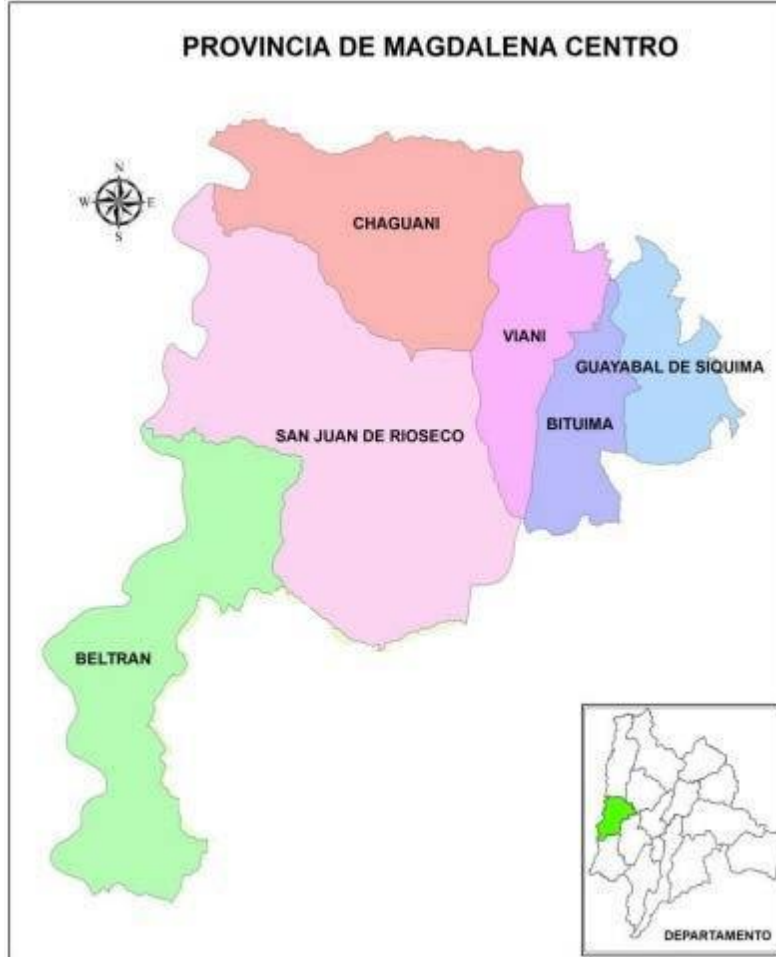 PROVINCIA DE MAGDALENA CENTRO
N
W E
S
CHAGUANI
VIANI
GUAYABAL DE SIQUIMA
BITUIMA
SAN JUAN DE RIOSECO
BELTRAN
DEPARTAMENTO